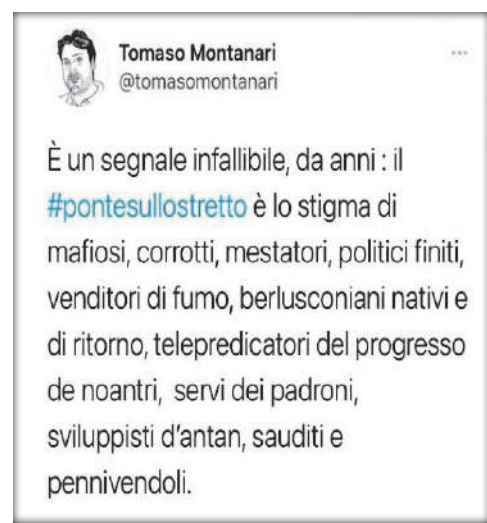 Tomaso Montanari
@tomasomontanari
È un segnale infallibile, da anni : il
#pontesullostretto è lo stigma di
mafiosi, corrotti, mestatori, politici finiti,
venditori di fumo, berlusconiani nativi e
di ritorno, telepredicatori del progresso
de noantri, servi dei padroni,
sviluppisti d'antan, sauditi e
pennivendoli.